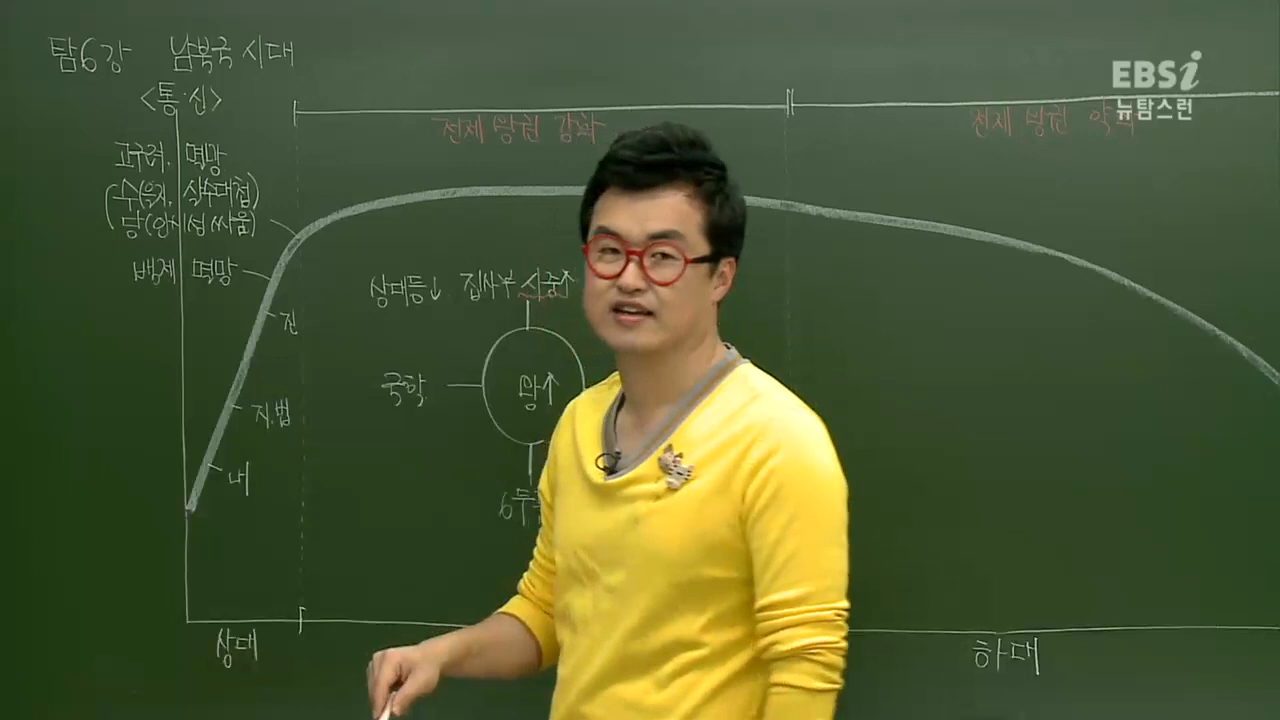 탐6강 남북국 시대
EBSi
뉴탐스런
<통·신>
전제 왕권 강화
전제 왕권 약화
고구려 멸망
수(을지, 살수대첩)
당(안시성 싸움)
백제 멸망
상대등↓ 집사부 시중↑
진
국학
왕↑
지.법
내
6두
상대
하대